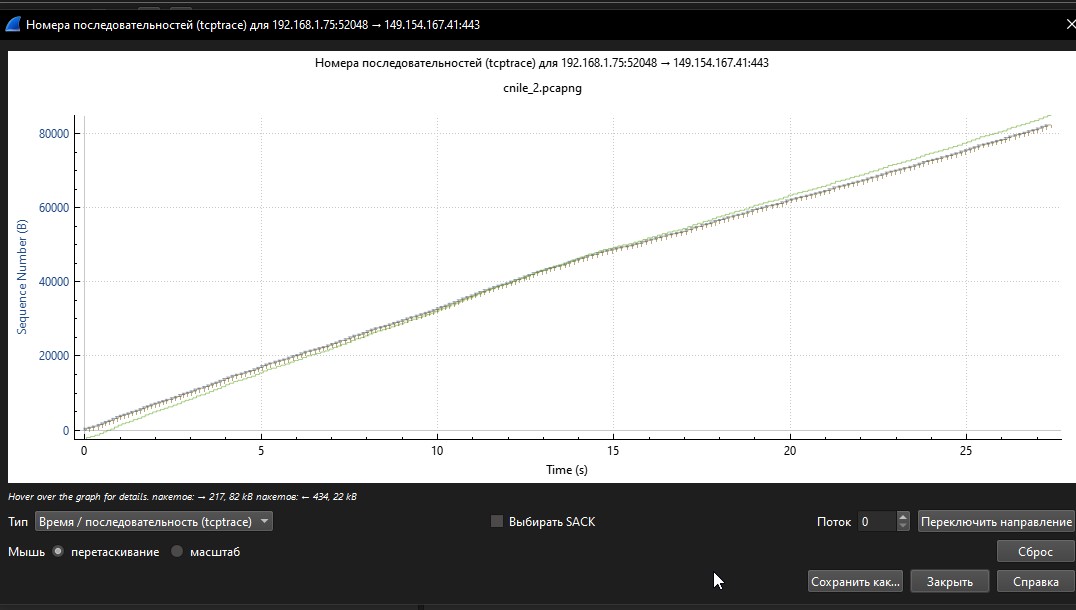 Номера последовательностей (tcptrace) для 192.168.1.75:52048 → 149.154.167.41:443
Номера последовательностей (tcptrace) для 192.168.1.75:52048 → 149.154.167.41:443
cnile_2.pcapng
Sequence Number (B)
80000
60000
40000
20000
0
0 5 10 15 20 25
Time (s)
Hover over the graph for details. пакетов: → 217, 82 kB пакетов: ← 434, 22 kB
Тип Время / последовательность (tcptrace) Выбирать SACK Поток 0 Переключить направление
Мышь перетаскивание масштаб Сброс
Сохранить как... Закрыть Справка